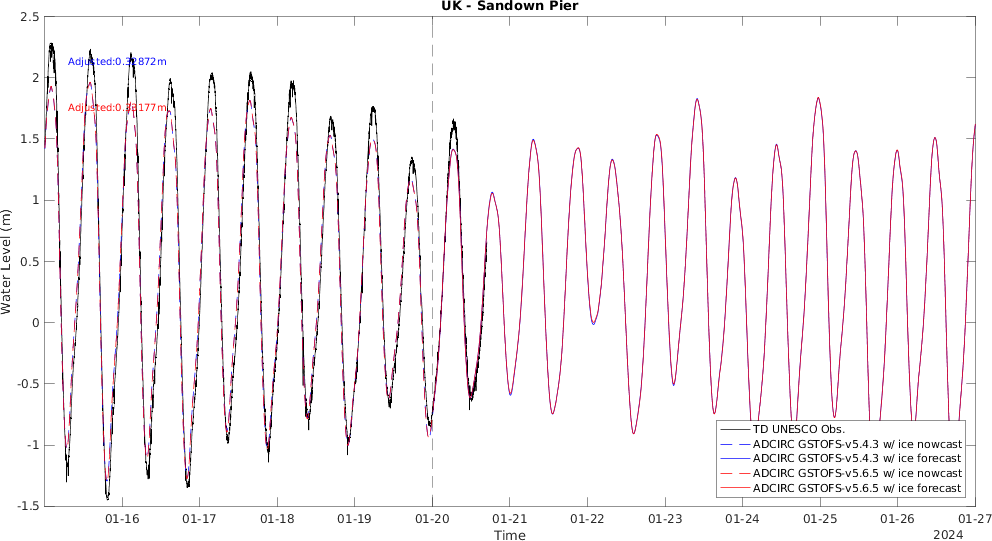 UK - Sandown Pier
2.5
2
1.5
1
0.5
0
-0.5
-1
-1.5
Water Level (m)
Adjusted:0.32872m
TD UNESCO Obs.
ADCIRC GSTOFS-v5.4.3 w/ ice nowcast
ADCIRC GSTOFS-v5.4.3 w/ ice forecast
ADCIRC GSTOFS-v5.6.5 w/ ice nowcast
ADCIRC GSTOFS-v5.6.5 w/ ice forecast
01-16 01-17 01-18 01-19 01-20 01-21 01-22 01-23 01-24 01-25 01-26 01-27
Time
2024